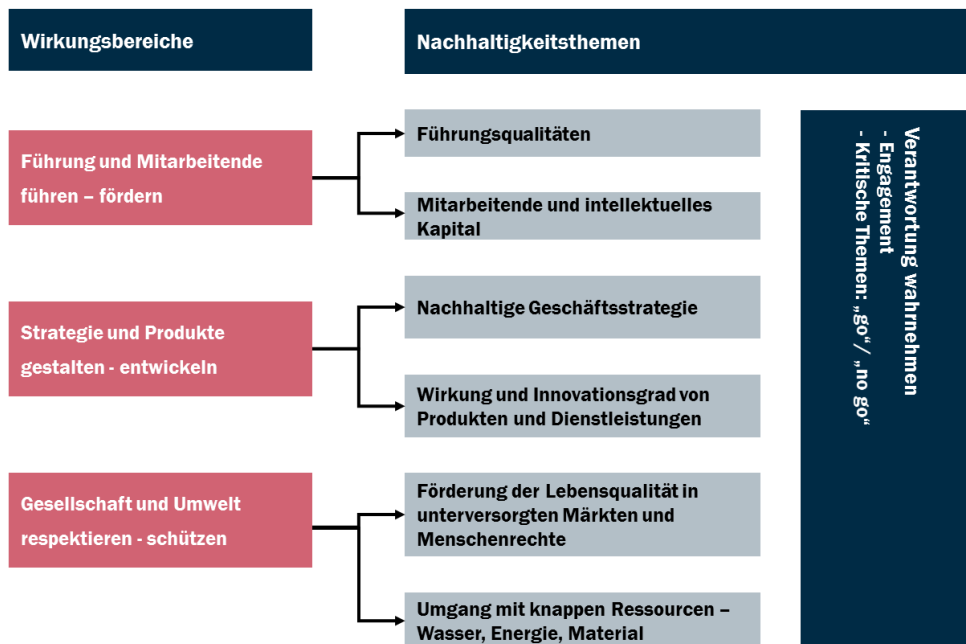 Wirkungsbereiche
Nachhaltigkeitsthemen
Führung und Mitarbeitende
führen – fördern
Führungsqualitäten
Mitarbeitende und intellektuelles
Kapital
Strategie und Produkte
gestalten - entwickeln
Nachhaltige Geschäftsstrategie
Wirkung und Innovationsgrad von
Produkten und Dienstleistungen
Gesellschaft und Umwelt
respektieren - schützen
Förderung der Lebensqualität in
unterversorgten Märkten und
Menschenrechte
Umgang mit knappen Ressourcen –
Wasser, Energie, Material
Verantwortung wahrnehmen
- Engagement
- Kritische Themen: „go“ / „no go“